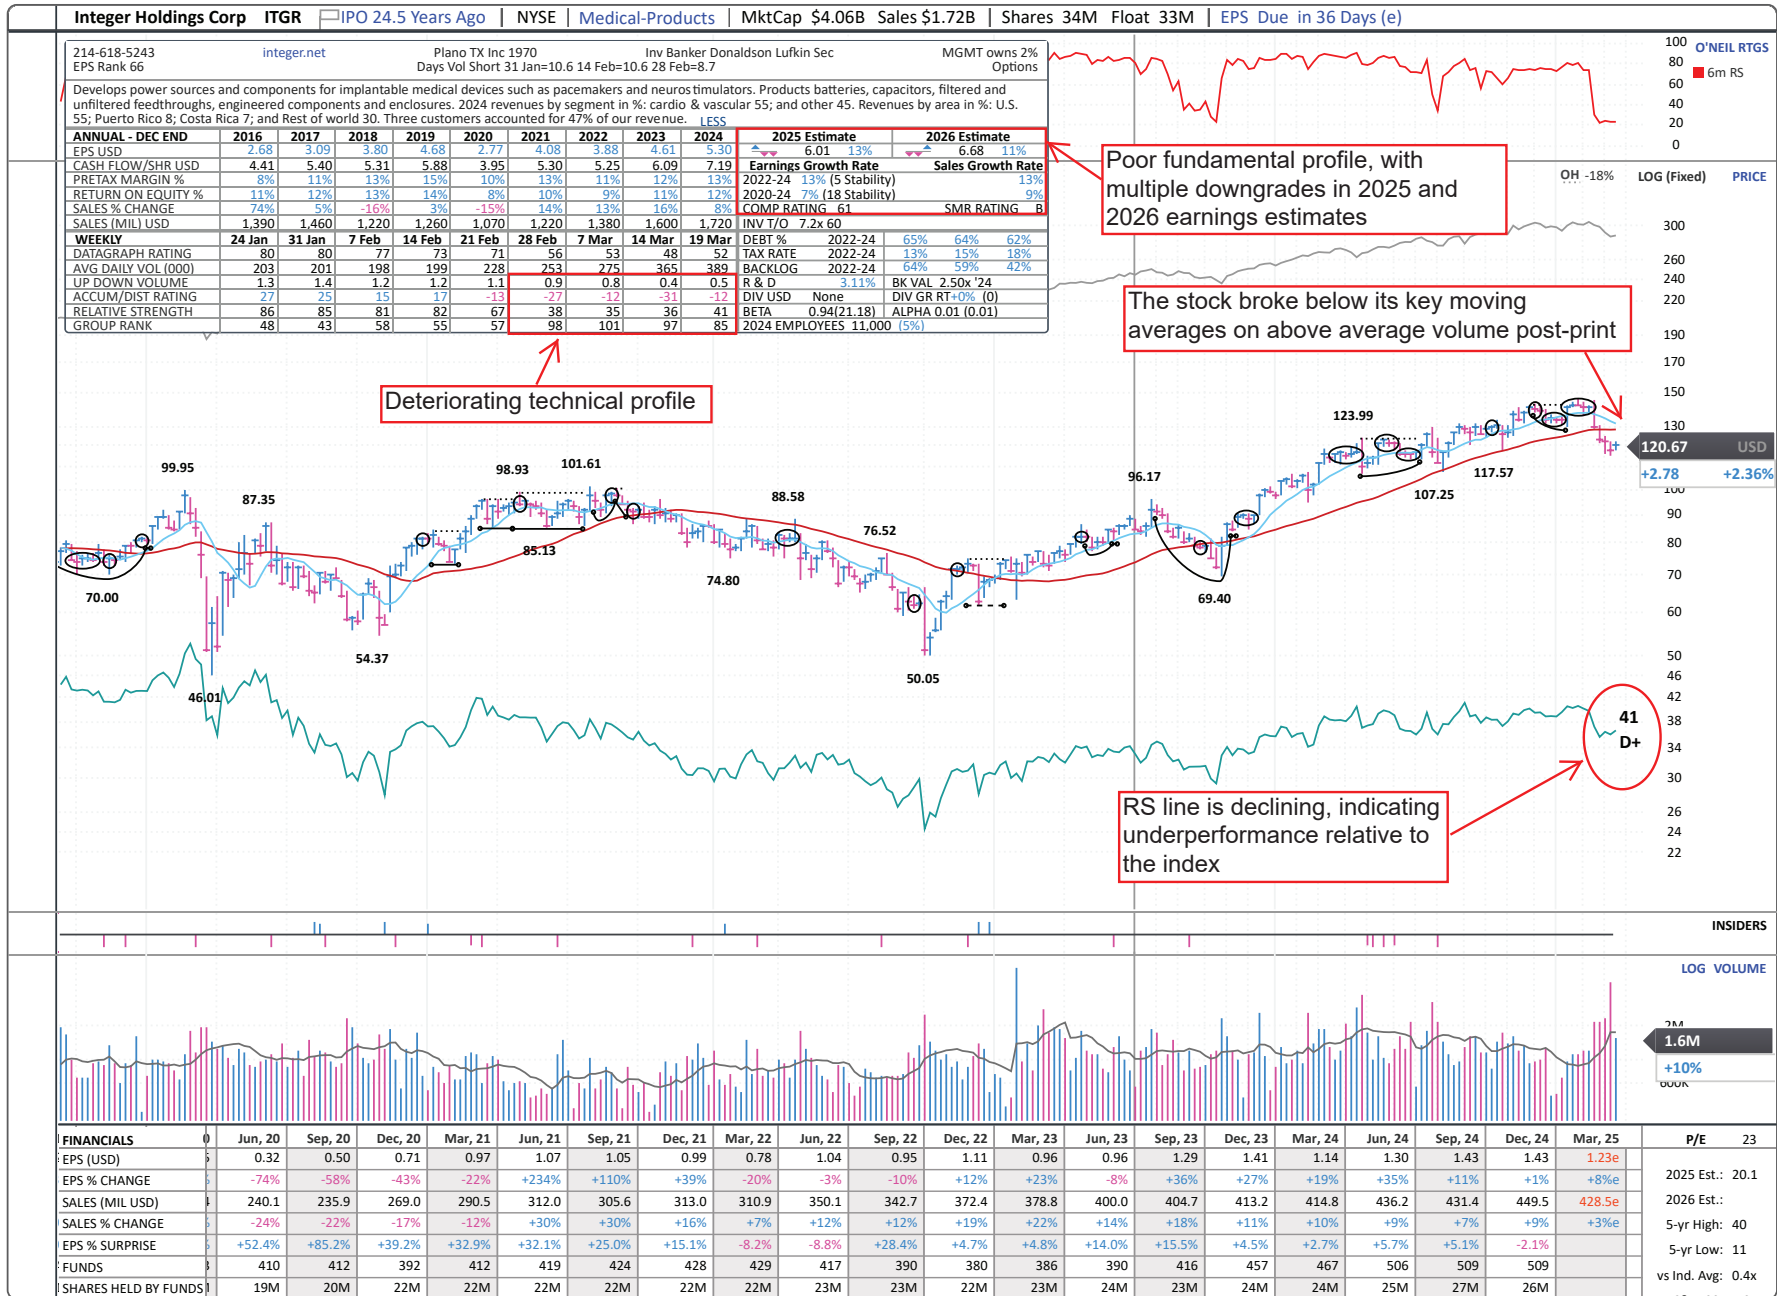 Integer Holdings Corp ITGR IPO 24.5 Years Ago NYSE Medical-Products MktCap $4.06B Sales $1.72B Shares 34M Float 33M EPS Due in 36 Days (e)
214-618-5243 integer.net Plano TX Inc 1970 Inv Banker Donaldson Lufkin Sec MGMT owns 2%
EPS Rank 66 Days Vol Short 31 Jan=10.6 14 Feb=10.6 28 Feb=8.7 Options
Develops power sources and components for implantable medical devices such as pacemakers and neurostimulators. Products batteries, capacitors, filtered and
unfiltered feedthroughs, engineered components and enclosures. 2024 revenues by segment in %: cardio & vascular 55; and other 45. Revenues by area in %: U.S.
55; Puerto Rico 8; Costa Rica 7; and Rest of world 30. Three customers accounted for 47% of our revenue. LESS
ANNUAL - DEC END 2016 2017 2018 2019 2020 2021 2022 2023 2024 2025 Estimate 2026 Estimate
EPS USD 2.68 3.09 3.80 4.68 2.77 4.08 3.88 4.61 5.30 6.01 13% 6.68 11%
CASH FLOW/SHR USD 4.41 5.40 5.31 5.88 3.95 5.30 5.25 6.09 7.19 Earnings Growth Rate Sales Growth Rate
PRETAX MARGIN % 8% 11% 13% 15% 10% 13% 11% 12% 13% 2022-24 13% (5 Stability) 13%
RETURN ON EQUITY % 11% 12% 13% 14% 8% 10% 9% 11% 12% 2020-24 7% (18 Stability) 9%
SALES % CHANGE 74% 5% -16% 3% -15% 14% 13% 16% 8% COMP RATING 61 SMR RATING B
SALES (MIL) USD 1,390 1,460 1,220 1,260 1,070 1,220 1,380 1,600 1,720 INV T/O 7.2x 60
WEEKLY 24 Jan 31 Jan 7 Feb 14 Feb 21 Feb 28 Feb 7 Mar 14 Mar 19 Mar DEBT % 2022-24 65% 64% 62%
DATAGRAPH RATING 80 80 77 73 71 56 53 48 52 TAX RATE 2022-24 13% 15% 18%
AVG DAILY VOL (000) 203 201 198 199 228 253 275 365 389 BACKLOG 2022-24 64% 59% 42%
UP DOWN VOLUME 1.3 1.4 1.2 1.2 1.1 0.9 0.8 0.4 0.5 R & D 3.11% BK VAL 2.50x '24
ACCUM/DIST RATING 27 25 15 17 -13 -27 -12 -31 -12 DIV USD None DIV GR RT+0% (0)
RELATIVE STRENGTH 86 85 81 82 67 38 35 36 41 BETA 0.94(21.18) ALPHA 0.01 (0.01)
GROUP RANK 48 43 58 55 57 98 101 97 85 2024 EMPLOYEES 11,000 (5%)
100 O'NEIL RTGS
80 6m RS
60
40
20
0
Poor fundamental profile, with
multiple downgrades in 2025 and
2026 earnings estimates
OH -18% LOG (Fixed) PRICE
300
260
240
220
190
170
150
130
The stock broke below its key moving
averages on above average volume post-print
Deteriorating technical profile
120.67 USD
+2.78 +2.36%
100
90
80
70
60
50
46
42
38
34
30
26
24
22
99.95
87.35
70.00
46.01
54.37
98.93
101.61
85.13
74.80
88.58
76.52
50.05
96.17
69.40
123.99
107.25
117.57
41
D+
RS line is declining, indicating
underperformance relative to
the index
INSIDERS
LOG VOLUME
2M
1.6M
+10%
600K
FINANCIALS Jun, 20 Sep, 20 Dec, 20 Mar, 21 Jun, 21 Sep, 21 Dec, 21 Mar, 22 Jun, 22 Sep, 22 Dec, 22 Mar, 23 Jun, 23 Sep, 23 Dec, 23 Mar, 24 Jun, 24 Sep, 24 Dec, 24 Mar, 25 P/E 23
EPS (USD) 0.32 0.50 0.71 0.97 1.07 1.05 0.99 0.78 1.04 0.95 1.11 0.96 0.96 1.29 1.41 1.14 1.30 1.43 1.43 1.23e
EPS % CHANGE -74% -58% -43% -22% +234% +110% +39% -20% -3% -10% +12% +23% -8% +36% +27% +19% +35% +11% +1% +8%e
2025 Est.: 20.1
SALES (MIL USD) 240.1 235.9 269.0 290.5 312.0 305.6 313.0 310.9 350.1 342.7 372.4 378.8 400.0 404.7 413.2 414.8 436.2 431.4 449.5 428.5e
2026 Est.:
SALES % CHANGE -24% -22% -17% -12% +30% +30% +16% +7% +12% +12% +19% +22% +14% +18% +11% +10% +9% +7% +9% +3%e
5-yr High: 40
EPS % SURPRISE +52.4% +85.2% +39.2% +32.9% +32.1% +25.0% +15.1% -8.2% -8.8% +28.4% +4.7% +4.8% +14.0% +15.5% +4.5% +2.7% +5.7% +5.1% -2.1%
5-yr Low: 11
FUNDS 410 412 392 412 419 424 428 429 417 390 380 386 390 416 457 467 506 509 509
vs Ind. Avg: 0.4x
SHARES HELD BY FUNDS 19M 20M 22M 22M 22M 22M 22M 22M 23M 23M 22M 23M 24M 23M 24M 24M 25M 27M 26M